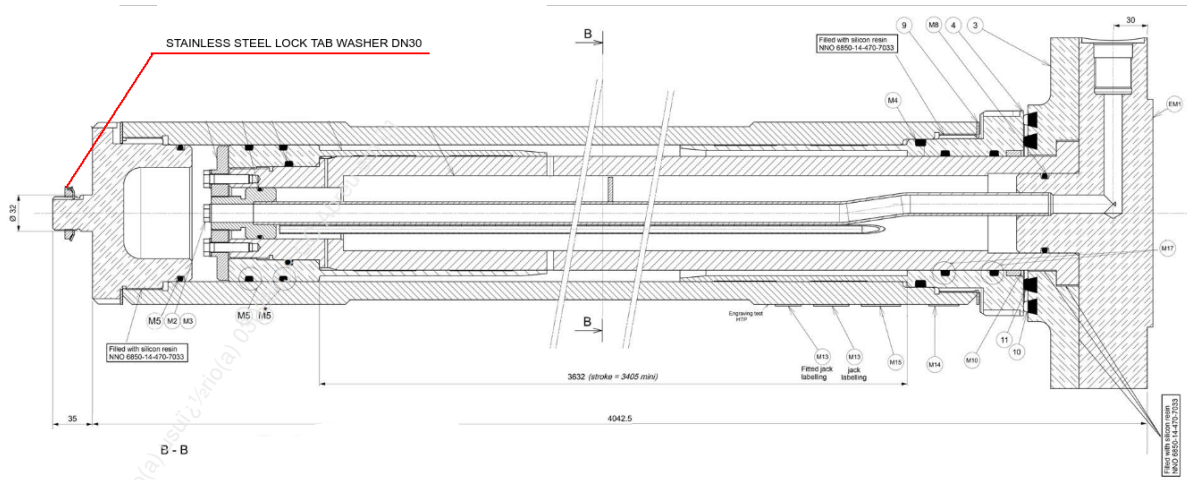 STAINLESS STEEL LOCK TAB WASHER DN30
B
9
M8
4
3
30
Filled with silicon resin
NNO 6850-14-470-7033
M4
EM1
Ø 32
M17
M5
M2
M3
M5
M5
B
Engraving test
HTP
Filled with silicon resin
NNO 6850-14-470-7033
M13
M13
M15
M14
M10
11
10
Fitted jack
labelling
jack
labelling
3632 (stroke = 3405 mini)
35
4042.5
Filled with silicon resin
NNO 6850-14-470-7033
B - B